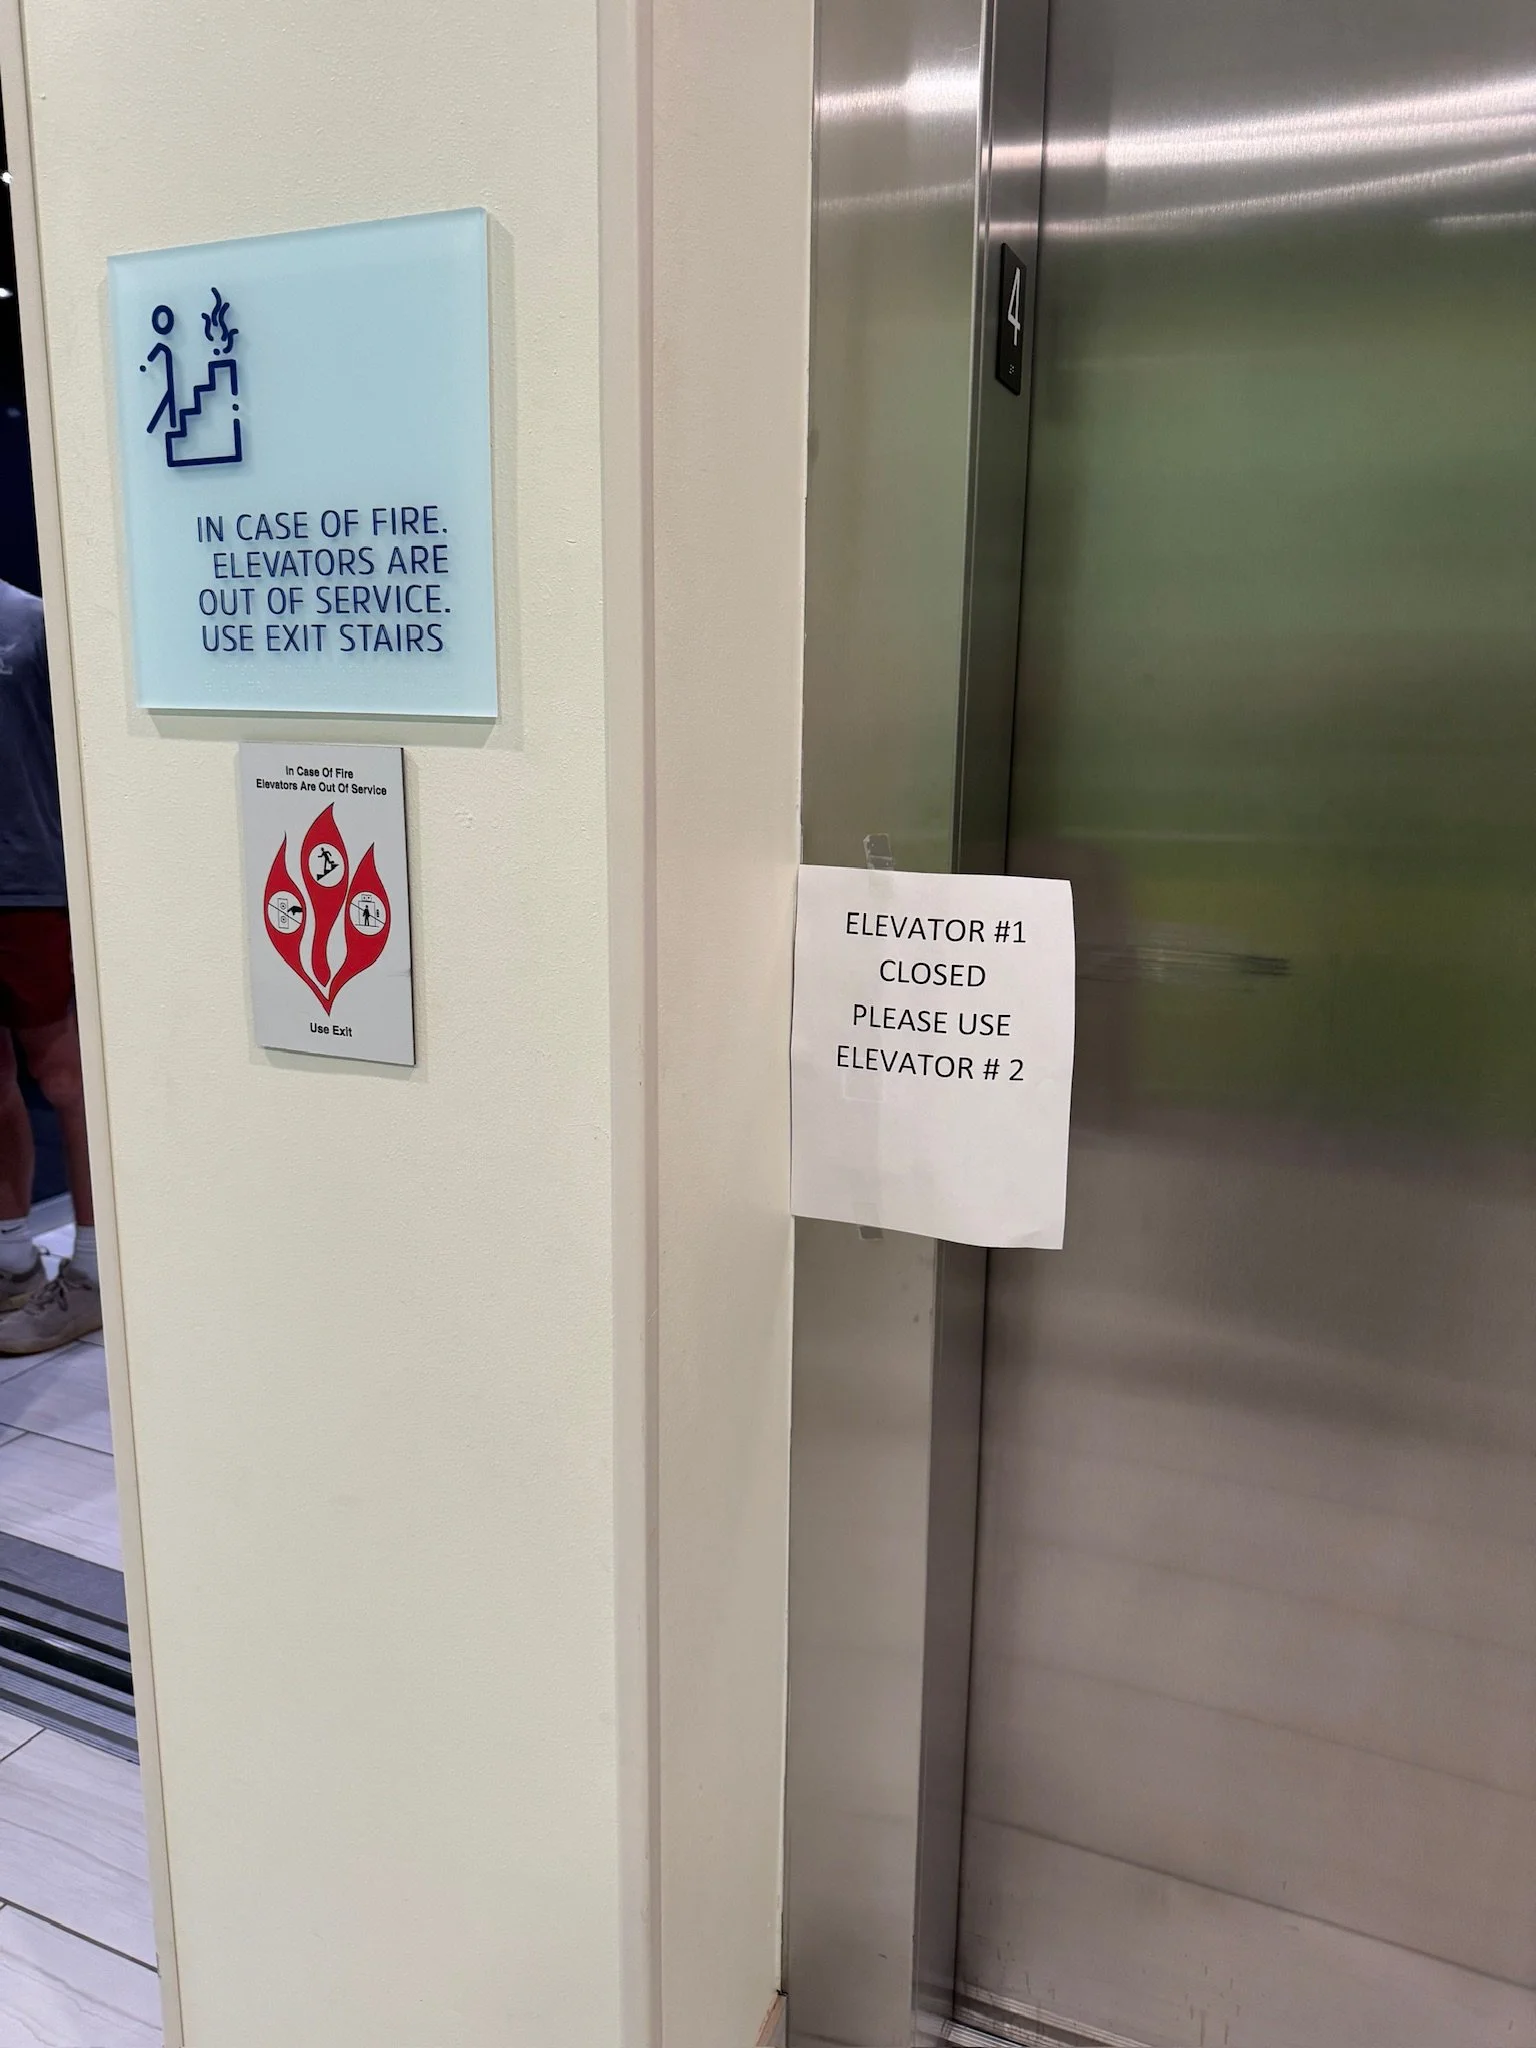 IN CASE OF FIRE.
ELEVATORS ARE
OUT OF SERVICE.
USE EXIT STAIRS
In Case Of Fire
Elevators Are Out Of Service
Use Exit
4
ELEVATOR #1
CLOSED
PLEASE USE
ELEVATOR # 2